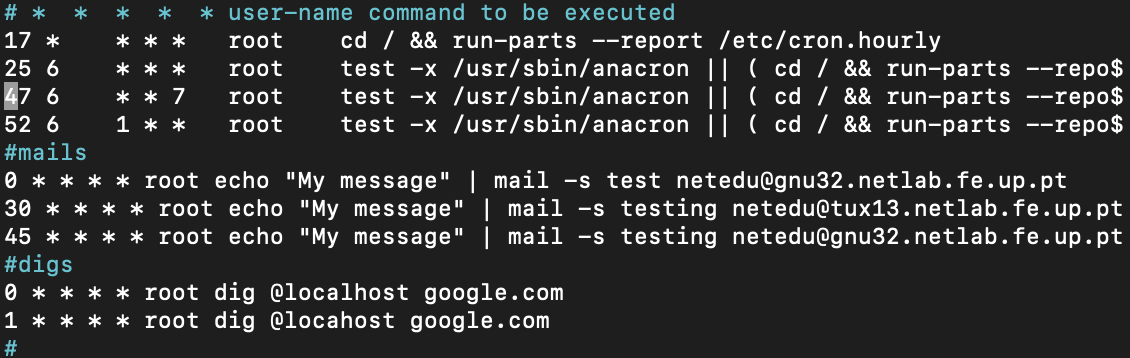 # *  *  *  *  * user-name command to be executed
17 *    * * *   root    cd / && run-parts --report /etc/cron.hourly
25 6    * * *   root    test -x /usr/sbin/anacron || ( cd / && run-parts --repo$
47 6    * * 7   root    test -x /usr/sbin/anacron || ( cd / && run-parts --repo$
52 6    1 * *   root    test -x /usr/sbin/anacron || ( cd / && run-parts --repo$
#mails
0 * * * * root echo "My message" | mail -s test netedu@gnu32.netlab.fe.up.pt
30 * * * * root echo "My message" | mail -s testing netedu@tux13.netlab.fe.up.pt
45 * * * * root echo "My message" | mail -s testing netedu@gnu32.netlab.fe.up.pt
#digs
0 * * * * root dig @localhost google.com
1 * * * * root dig @locahost google.com
#